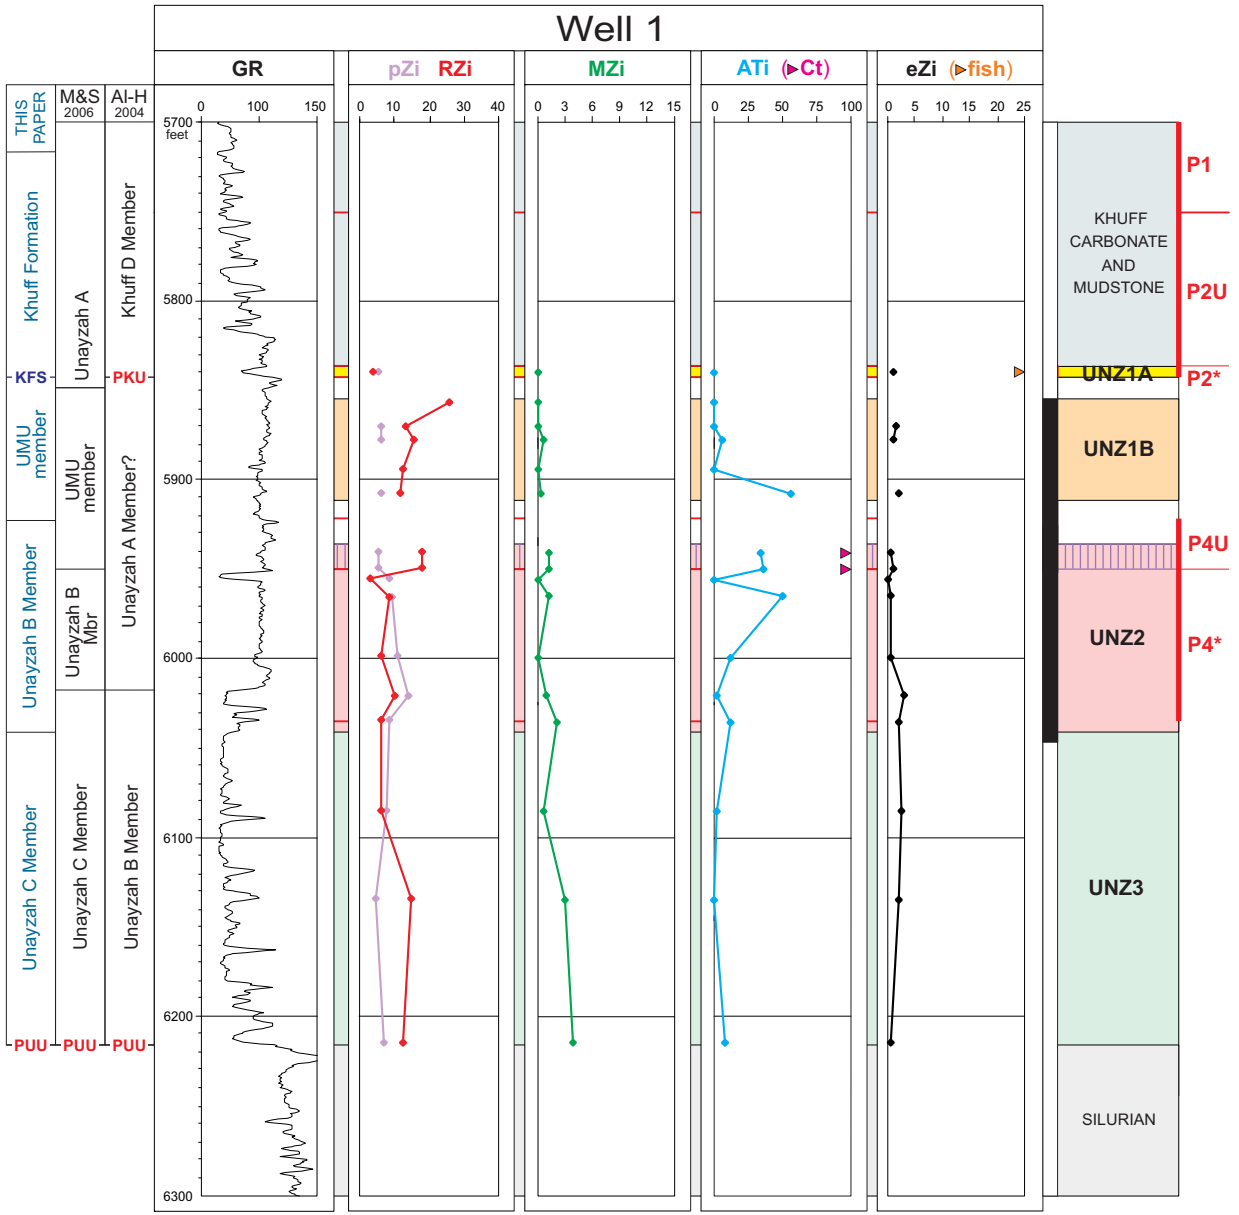 Well 1
GR
pZi RZi
MZi
ATi (►Ct)
eZi (►fish)
THIS PAPER
M&S 2006
Al-H 2004
0 100 150
0 10 20 30 40
0 3 6 9 12 15
0 25 50 75 100
0 5 10 15 20 25
5700
feet
5800
5900
6000
6100
6200
6300
Khuff Formation
KFS
UMU member
Unayzah B Member
Unayzah C Member
PUU
Unayzah A
UMU member
Unayzah B Mbr
Unayzah C Member
PUU
Khuff D Member
PKU
Unayzah A Member?
Unayzah B Member
PUU
KHUFF
CARBONATE
AND
MUDSTONE
UNZ1A
UNZ1B
UNZ2
UNZ3
SILURIAN
P1
P2U
P2*
P4U
P4*